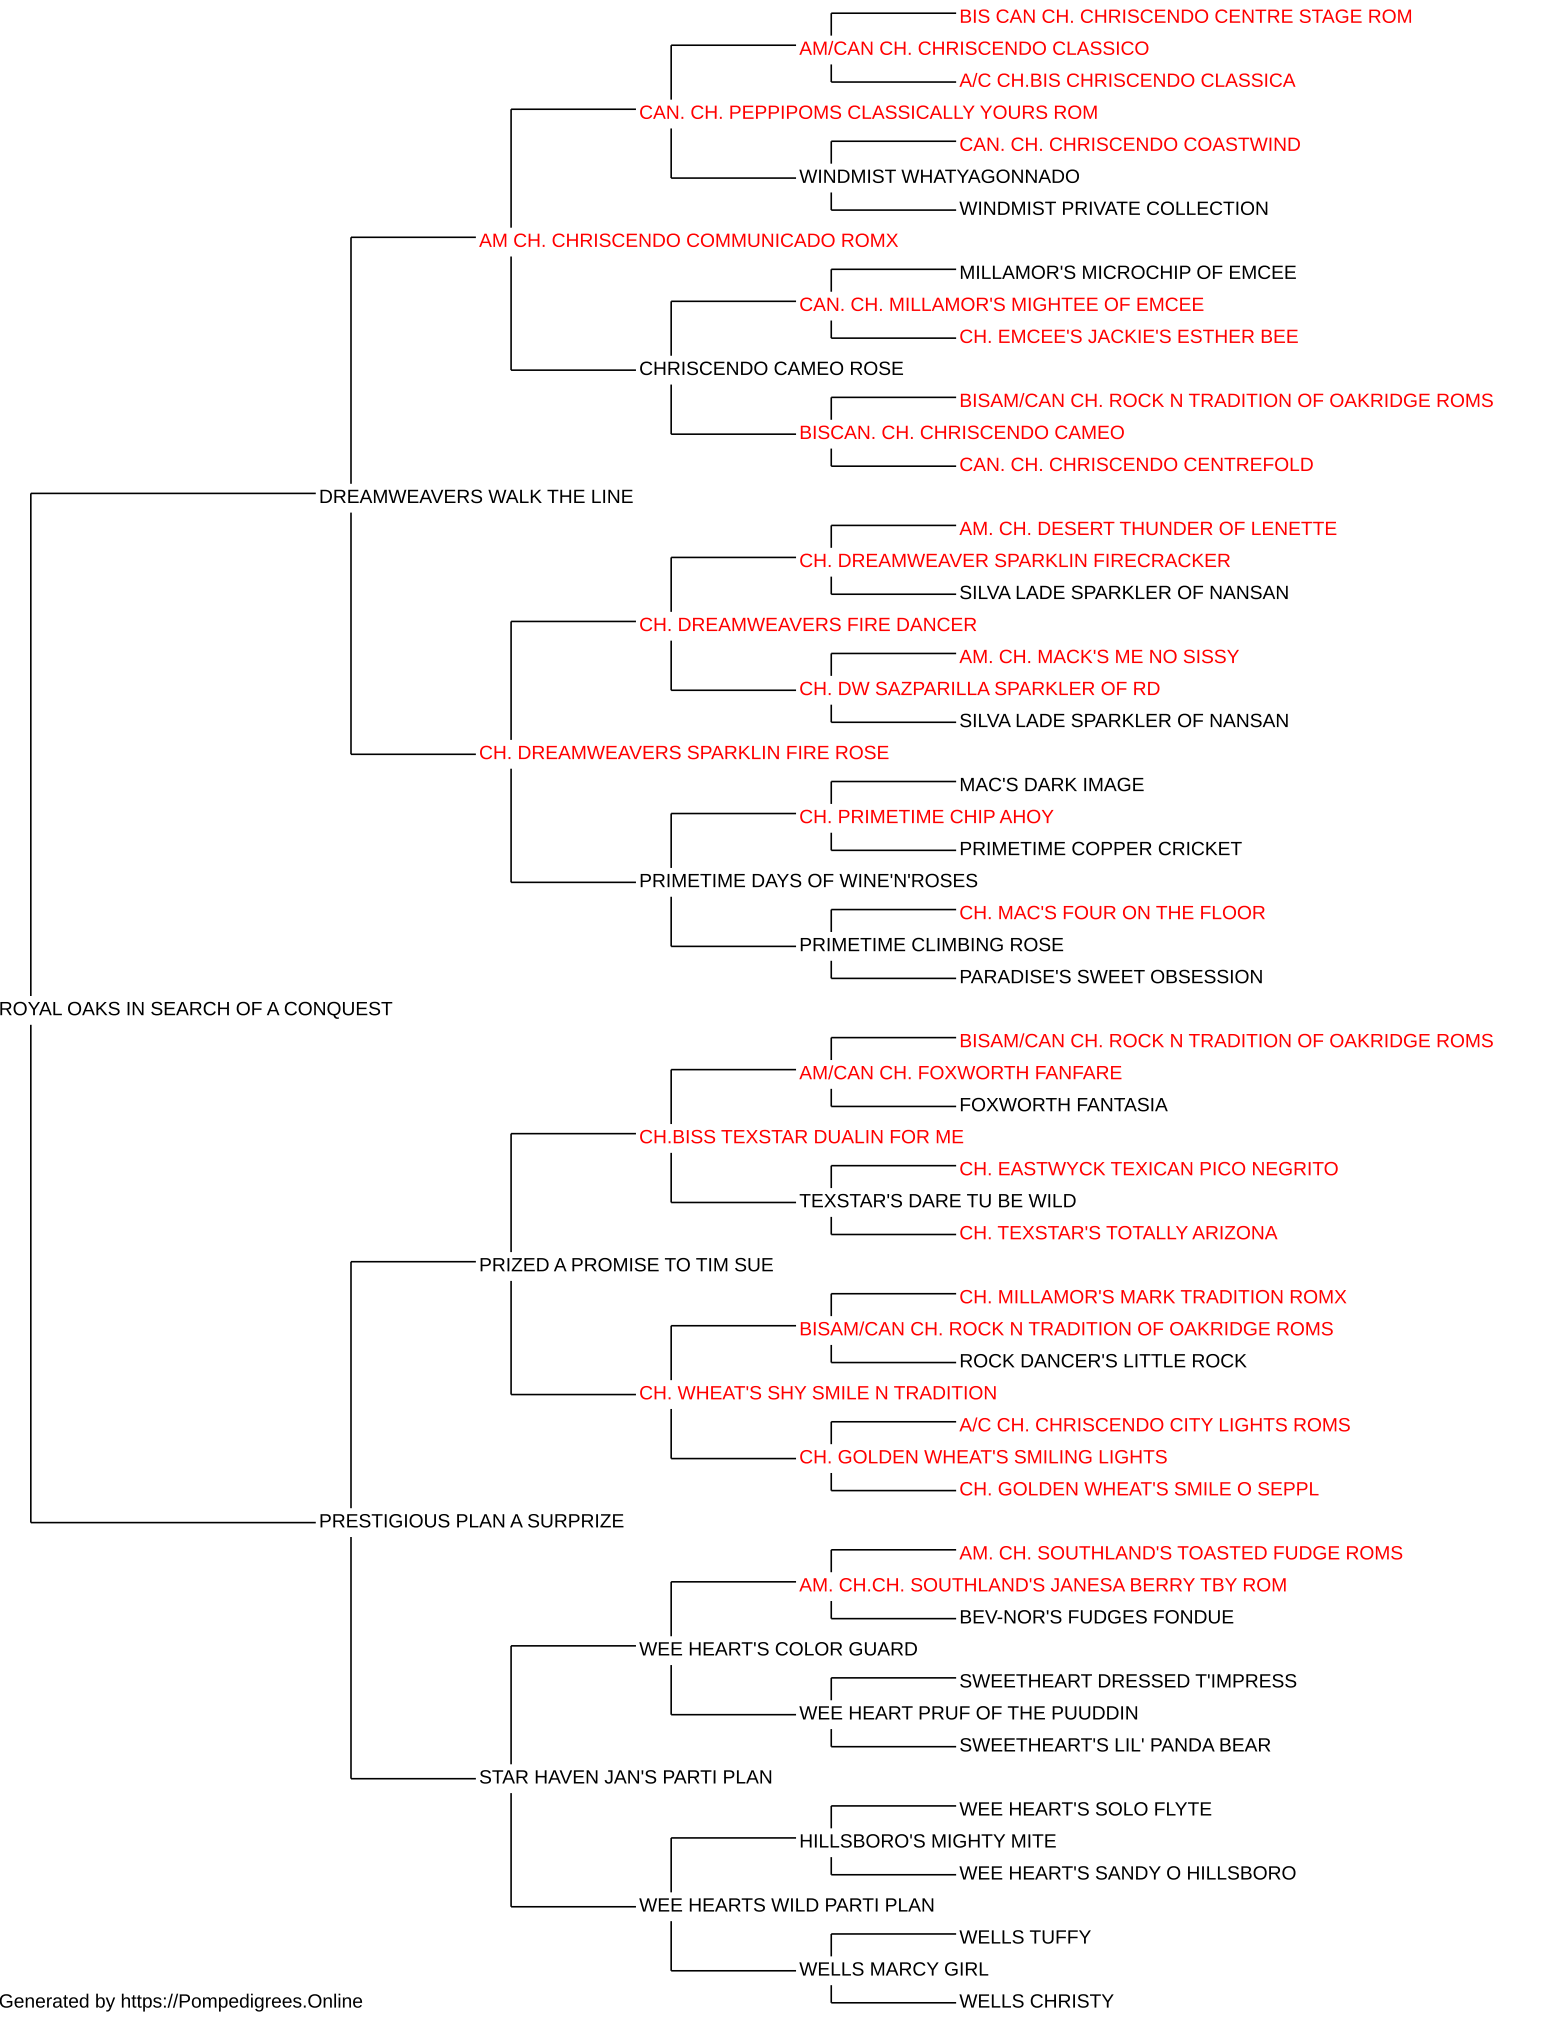 BIS CAN CH. CHRISCENDO CENTRE STAGE ROM
AM/CAN CH. CHRISCENDO CLASSICO
A/C CH.BIS CHRISCENDO CLASSICA
CAN. CH. PEPPIPOMS CLASSICALLY YOURS ROM
CAN. CH. CHRISCENDO COASTWIND
WINDMIST WHATYAGONNADO
WINDMIST PRIVATE COLLECTION
AM CH. CHRISCENDO COMMUNICADO ROMX
MILLAMOR'S MICROCHIP OF EMCEE
CAN. CH. MILLAMOR'S MIGHTEE OF EMCEE
CH. EMCEE'S JACKIE'S ESTHER BEE
CHRISCENDO CAMEO ROSE
BISAM/CAN CH. ROCK N TRADITION OF OAKRIDGE ROMS
BISCAN. CH. CHRISCENDO CAMEO
CAN. CH. CHRISCENDO CENTREFOLD
DREAMWEAVERS WALK THE LINE
AM. CH. DESERT THUNDER OF LENETTE
CH. DREAMWEAVER SPARKLIN FIRECRACKER
SILVA LADE SPARKLER OF NANSAN
CH. DREAMWEAVERS FIRE DANCER
AM. CH. MACK'S ME NO SISSY
CH. DW SAZPARILLA SPARKLER OF RD
SILVA LADE SPARKLER OF NANSAN
CH. DREAMWEAVERS SPARKLIN FIRE ROSE
MAC'S DARK IMAGE
CH. PRIMETIME CHIP AHOY
PRIMETIME COPPER CRICKET
PRIMETIME DAYS OF WINE'N'ROSES
CH. MAC'S FOUR ON THE FLOOR
PRIMETIME CLIMBING ROSE
PARADISE'S SWEET OBSESSION
ROYAL OAKS IN SEARCH OF A CONQUEST
BISAM/CAN CH. ROCK N TRADITION OF OAKRIDGE ROMS
AM/CAN CH. FOXWORTH FANFARE
FOXWORTH FANTASIA
CH.BISS TEXSTAR DUALIN FOR ME
CH. EASTWYCK TEXICAN PICO NEGRITO
TEXSTAR'S DARE TU BE WILD
CH. TEXSTAR'S TOTALLY ARIZONA
PRIZED A PROMISE TO TIM SUE
CH. MILLAMOR'S MARK TRADITION ROMX
BISAM/CAN CH. ROCK N TRADITION OF OAKRIDGE ROMS
ROCK DANCER'S LITTLE ROCK
CH. WHEAT'S SHY SMILE N TRADITION
A/C CH. CHRISCENDO CITY LIGHTS ROMS
CH. GOLDEN WHEAT'S SMILING LIGHTS
CH. GOLDEN WHEAT'S SMILE O SEPPL
PRESTIGIOUS PLAN A SURPRIZE
AM. CH. SOUTHLAND'S TOASTED FUDGE ROMS
AM. CH.CH. SOUTHLAND'S JANESA BERRY TBY ROM
BEV-NOR'S FUDGES FONDUE
WEE HEART'S COLOR GUARD
SWEETHEART DRESSED T'IMPRESS
WEE HEART PRUF OF THE PUUDDIN
SWEETHEART'S LIL' PANDA BEAR
STAR HAVEN JAN'S PARTI PLAN
WEE HEART'S SOLO FLYTE
HILLSBORO'S MIGHTY MITE
WEE HEART'S SANDY O HILLSBORO
WEE HEARTS WILD PARTI PLAN
WELLS TUFFY
WELLS MARCY GIRL
WELLS CHRISTY
Generated by https://Pompedigrees.Online